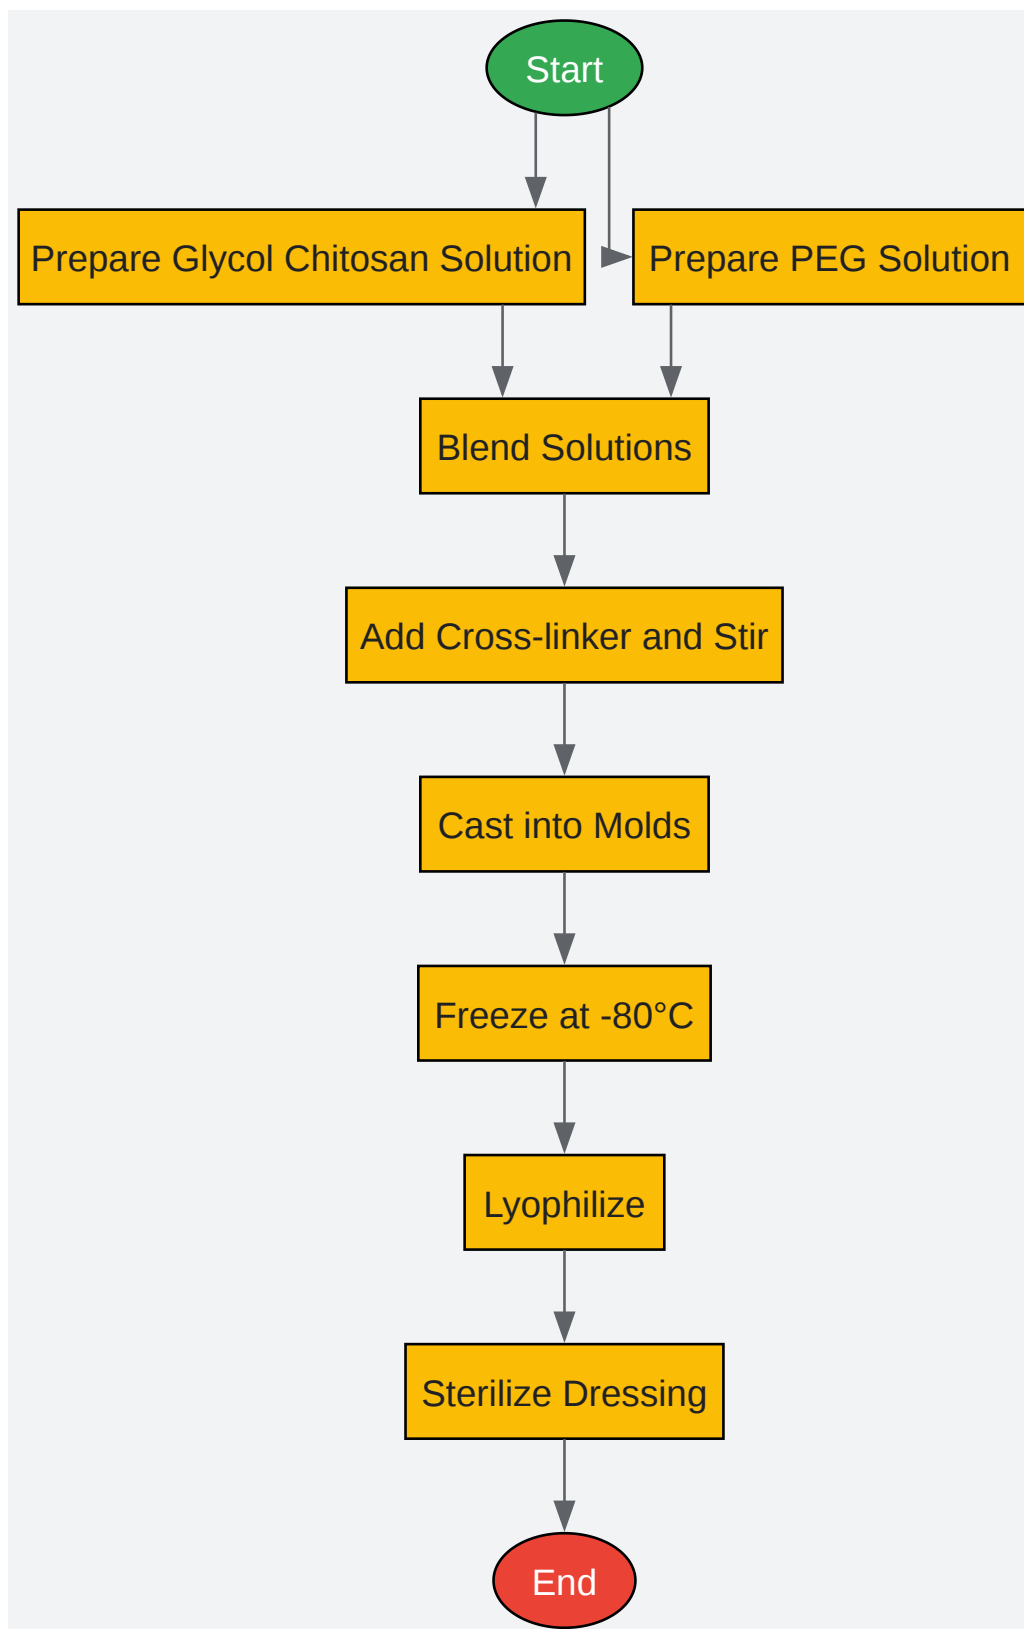 Start
Prepare Glycol Chitosan Solution
Prepare PEG Solution
Blend Solutions
Add Cross-linker and Stir
Cast into Molds
Freeze at -80°C
Lyophilize
Sterilize Dressing
End